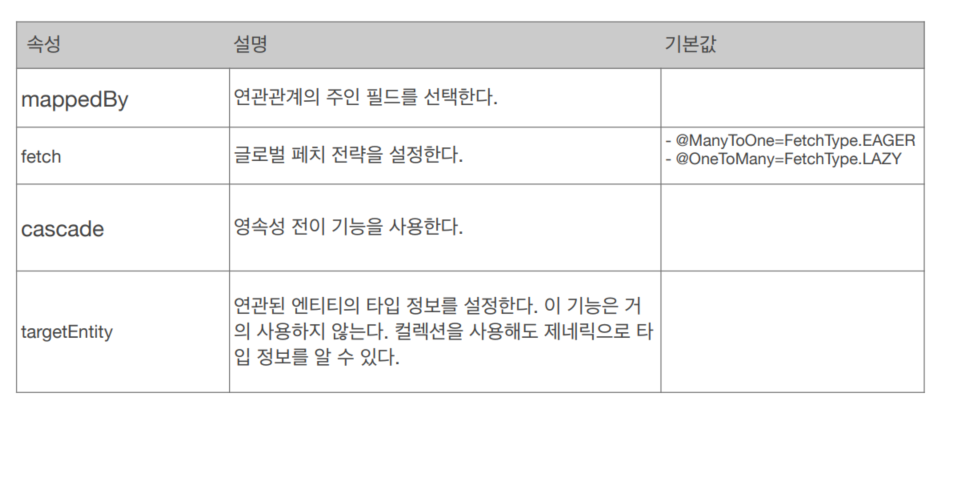 속성 설명 기본값
mappedBy 연관관계의 주인 필드를 선택한다.
fetch 글로벌 페치 전략을 설정한다. - @ManyToOne=FetchType.EAGER
- @OneToMany=FetchType.LAZY
cascade 영속성 전이 기능을 사용한다.
targetEntity 연관된 엔티티의 타입 정보를 설정한다. 이 기능은 거
의 사용하지 않는다. 컬렉션을 사용해도 제네릭으로 타
입 정보를 알 수 있다.